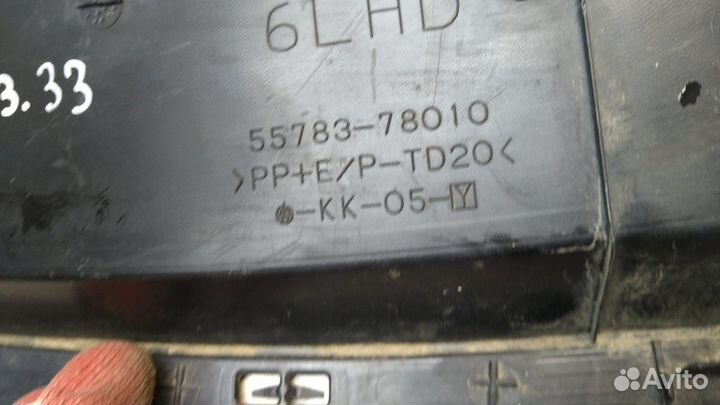 6LHD
3.33
55783-78010
>PP+E/P-TD20<
-KK-05-Y
Avito